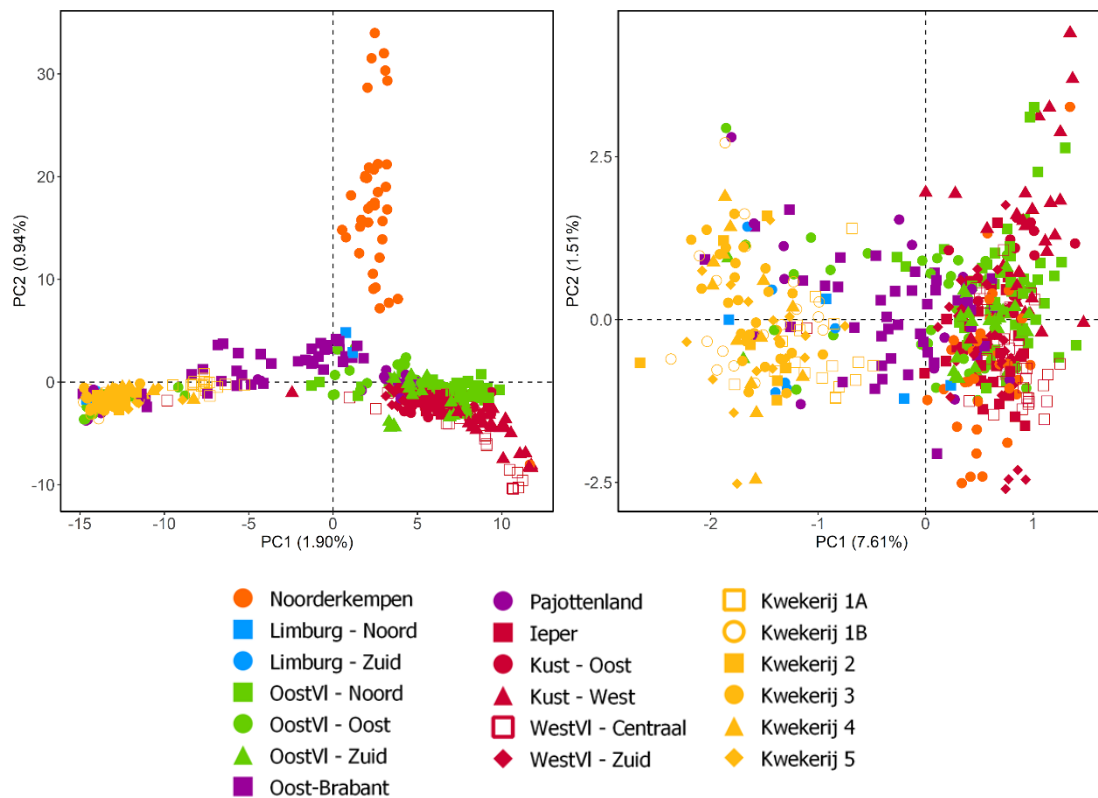 30
20
10
0
-10
PC2 (0.94%)
-15
-10
-5
0
5
10
PC1 (1.90%)
2.5
0.0
-2.5
PC2 (1.51%)
-2
-1
0
1
PC1 (7.61%)
Noorderkempen
Limburg - Noord
Limburg - Zuid
OostVl - Noord
OostVl - Oost
OostVl - Zuid
Oost-Brabant
Pajottenland
Ieper
Kust - Oost
Kust - West
WestVl - Centraal
WestVl - Zuid
Kwekerij 1A
Kwekerij 1B
Kwekerij 2
Kwekerij 3
Kwekerij 4
Kwekerij 5